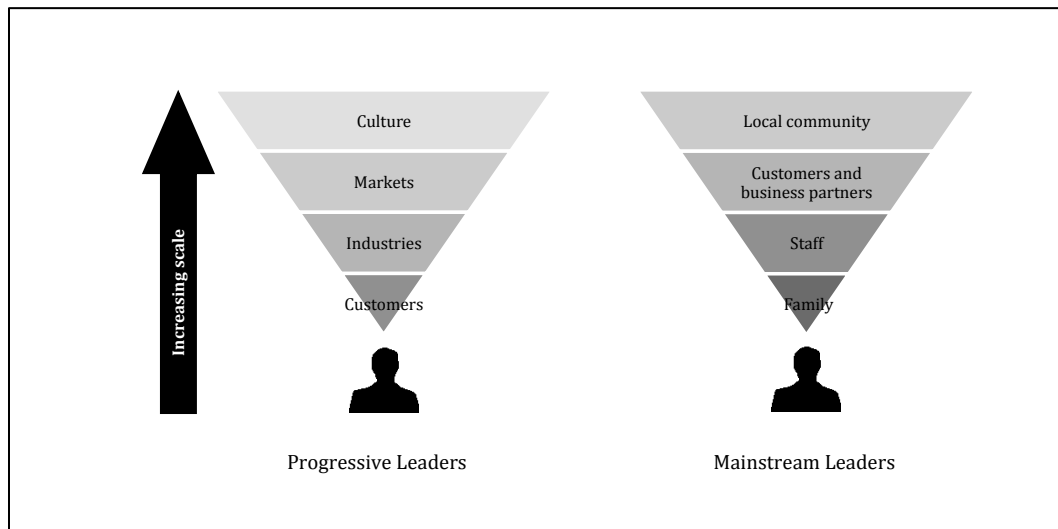 Increasing scale
Culture
Markets
Industries
Customers
Progressive Leaders
Local community
Customers and
business partners
Staff
Family
Mainstream Leaders